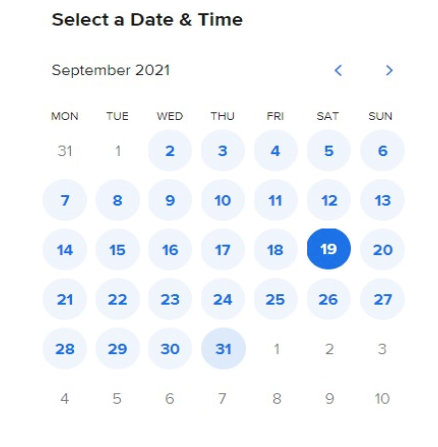 Select a Date & Time
September 2021
MON TUE WED THU FRI SAT SUN
31 1 2 3 4 5 6
7 8 9 10 11 12 13
14 15 16 17 18 19 20
21 22 23 24 25 26 27
28 29 30 31 1 2 3
4 5 6 7 8 9 10